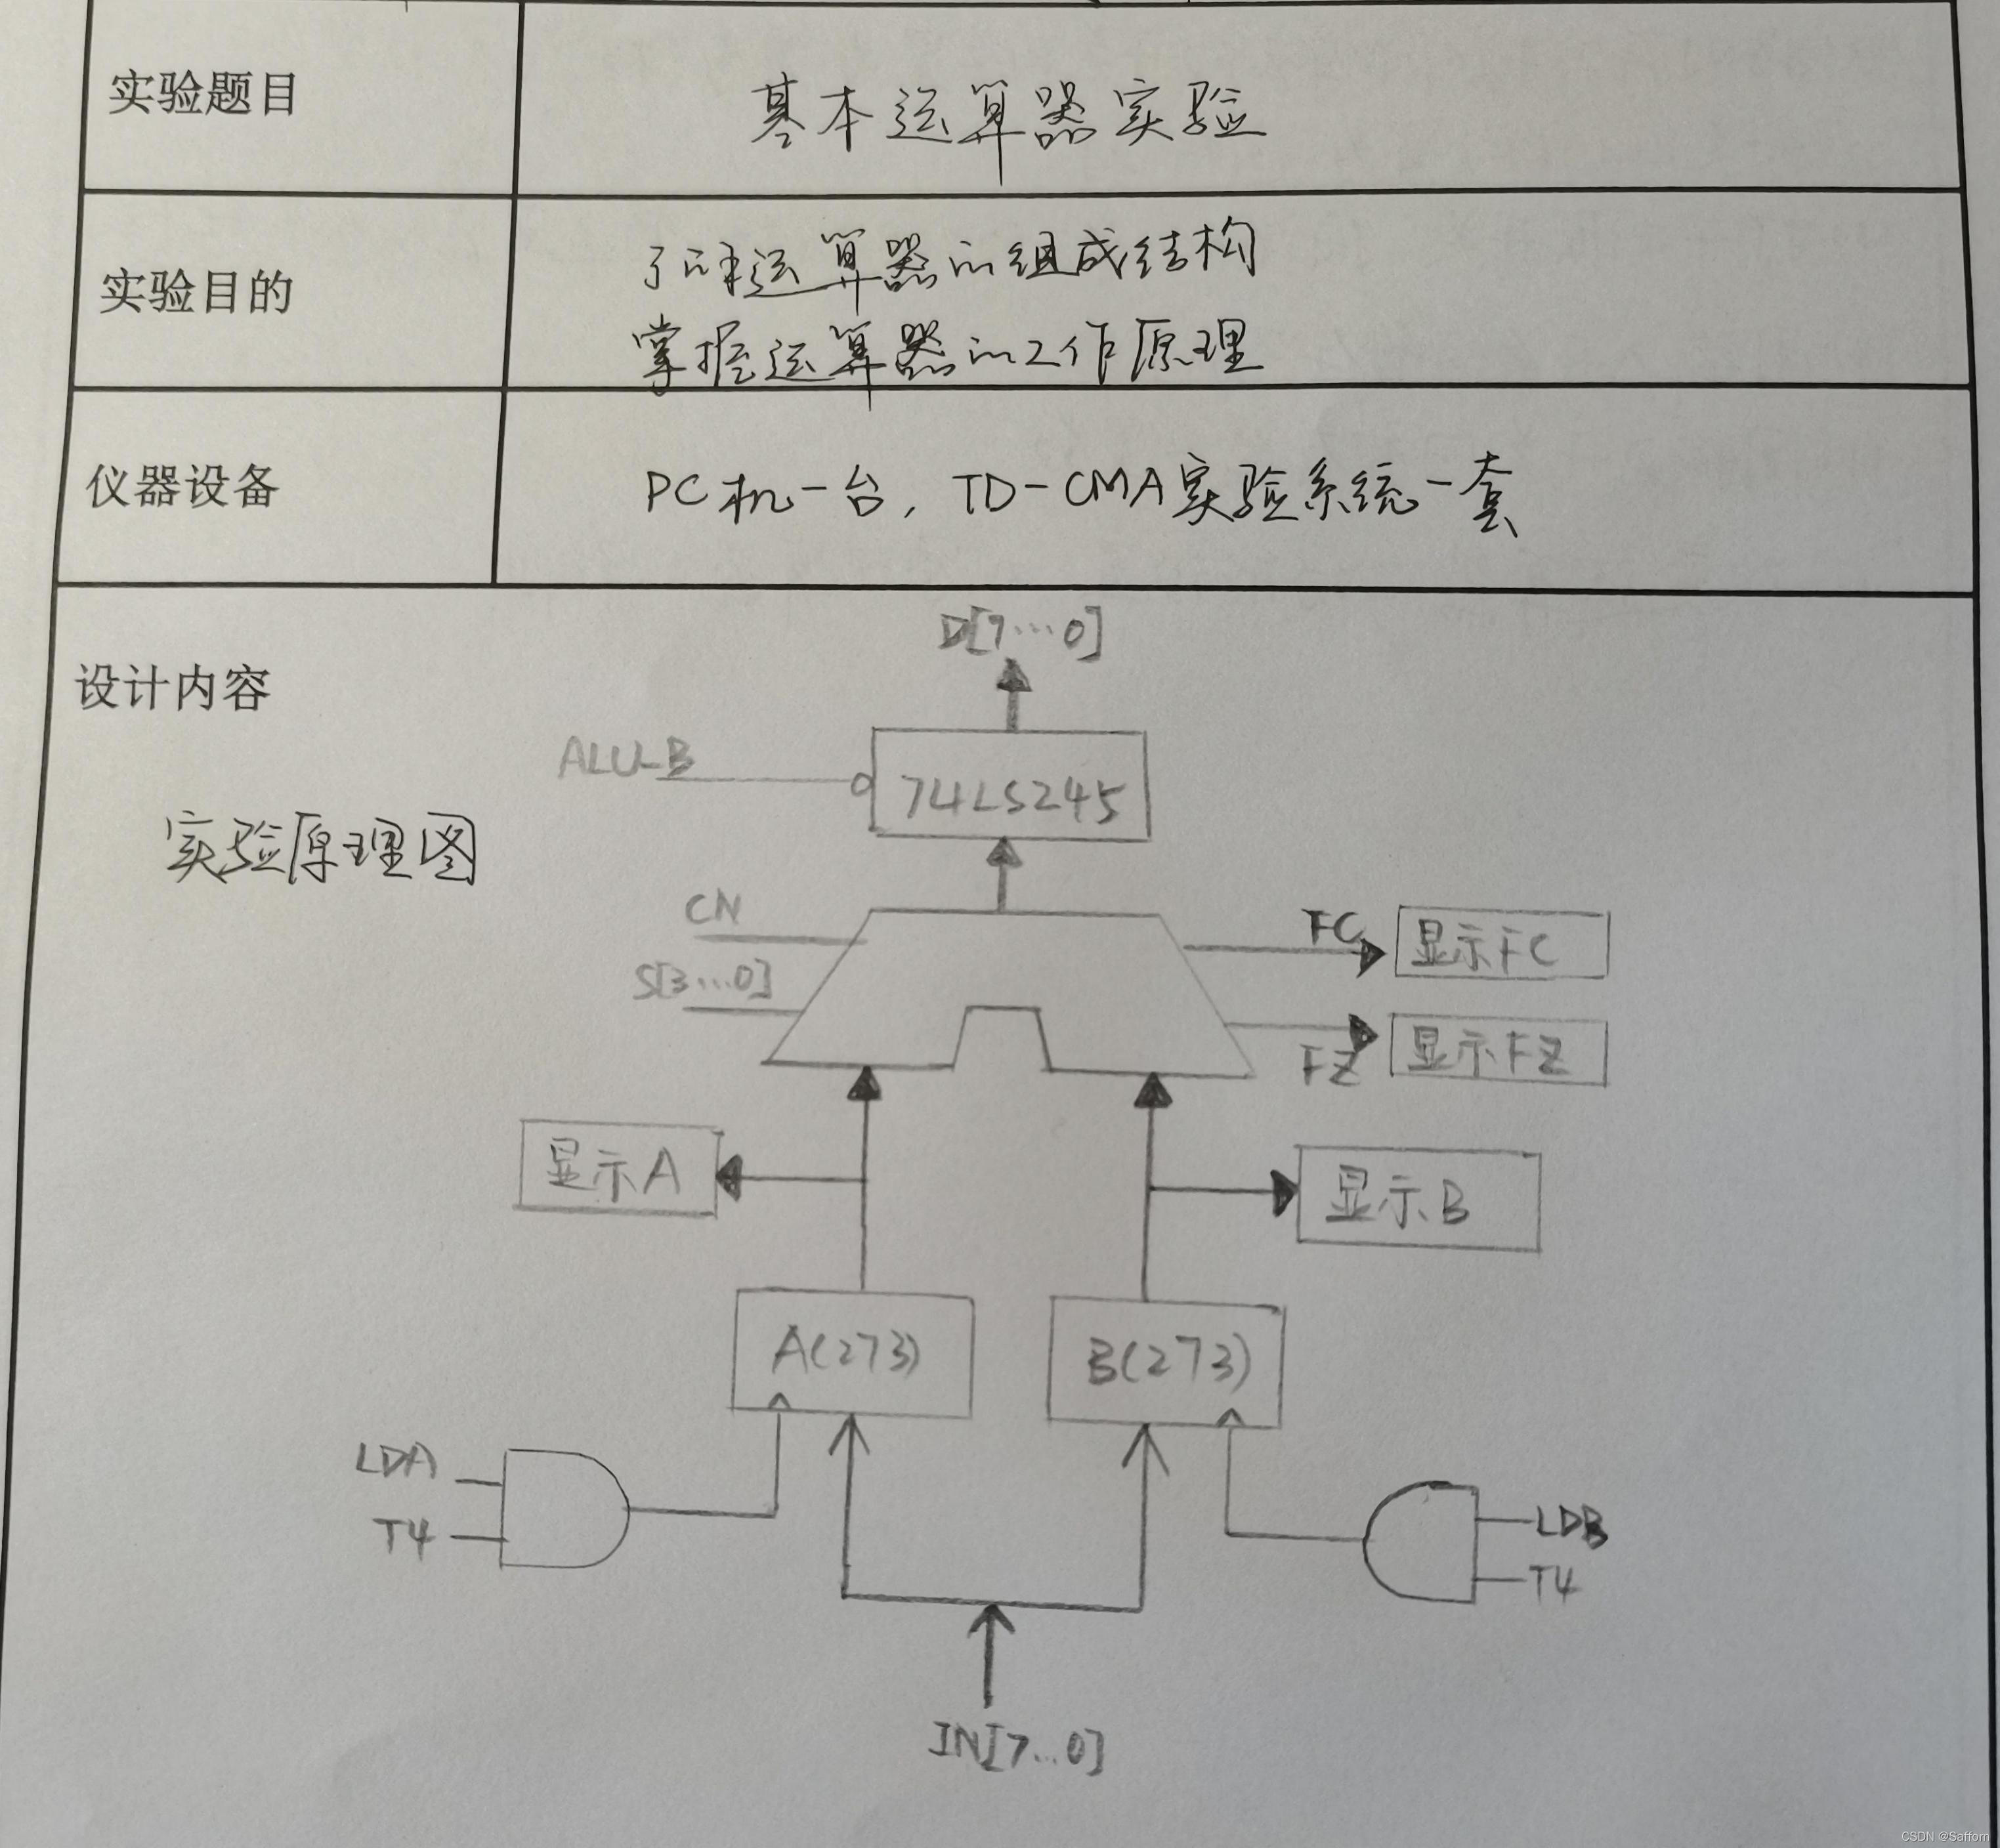 实验题目
基本运算器实验
实验目的
了解运算器的组成结构
掌握运算器的工作原理
仪器设备
PC机一台，TD-CMA实验系统一套
设计内容
实验原理图
D[7…0]
ALU_B
74LS245
CN
S[3…0]
FC
显示FC
FZ
显示FZ
显示A
显示B
A(273)
B(273)
LDA
T4
LDB
T4
IN[7…0]
CSDN @Safforn